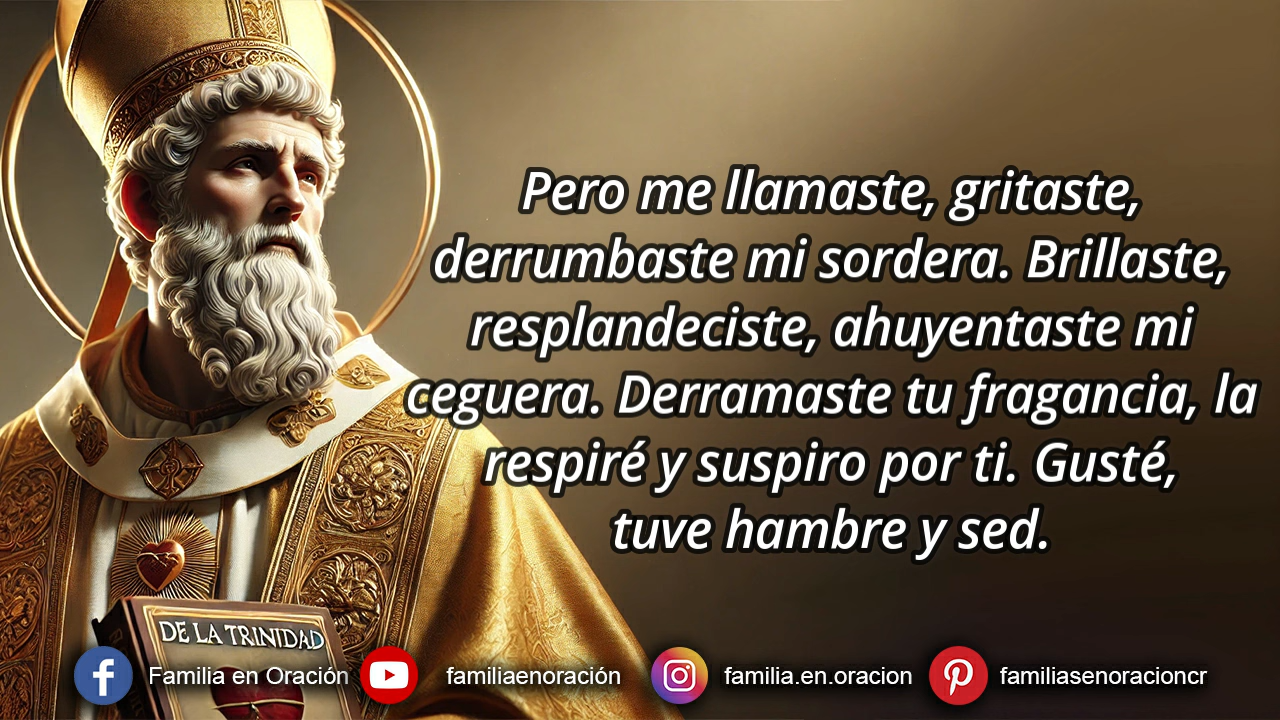 Pero me llamaste, gritaste,
derrumbaste mi sordera. Brillaste,
resplandeciste, ahuyentaste mi
ceguera. Derramaste tu fragancia, la
respiré y suspiro por ti. Gusté,
tuve hambre y sed.
DE LA TRINIDAD
Familia en Oración familiaenoración familia.en.oracion familiasenoracioncr